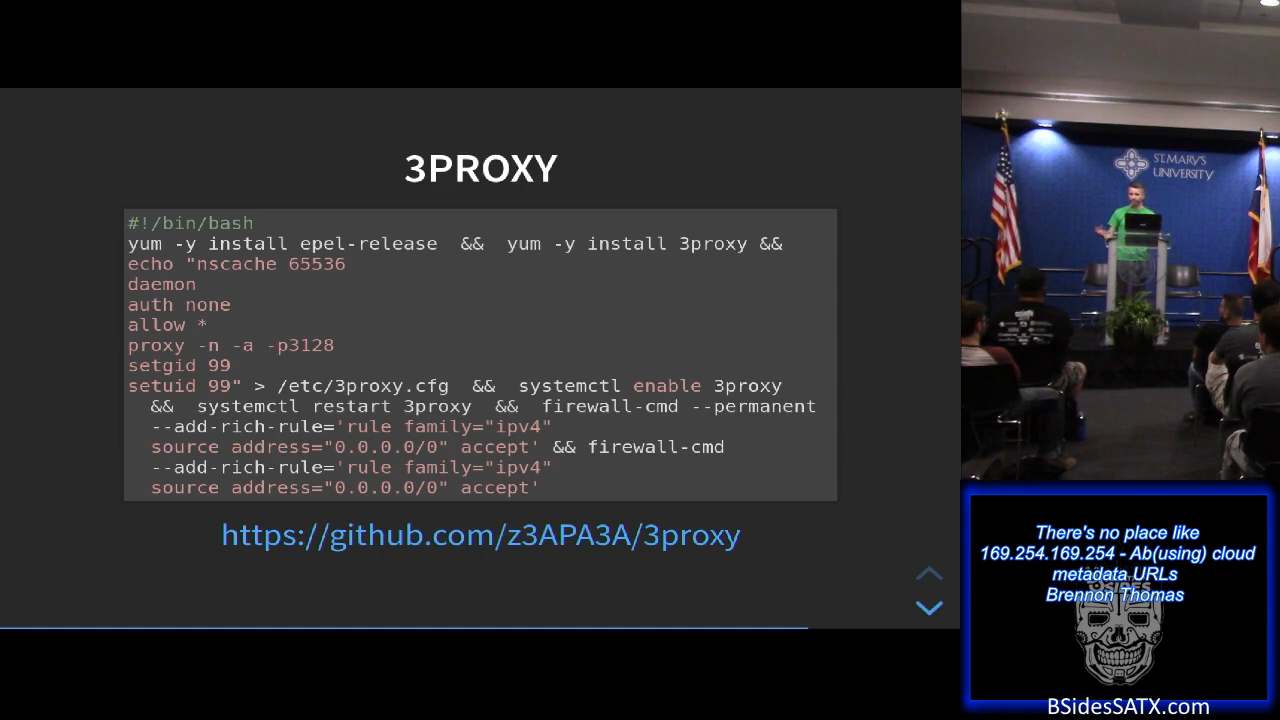 3PROXY
#!/bin/bash
yum -y install epel-release  &&  yum -y install 3proxy &&
echo "nscache 65536
daemon
auth none
allow *
proxy -n -a -p3128
setgid 99
setuid 99" > /etc/3proxy.cfg  &&  systemctl enable 3proxy
&&  systemctl restart 3proxy  &&  firewall-cmd --permanent
--add-rich-rule='rule family="ipv4"
source address="0.0.0.0/0" accept' && firewall-cmd
--add-rich-rule='rule family="ipv4"
source address="0.0.0.0/0" accept'
https://github.com/z3APA3A/3proxy
ST. MARY'S
UNIVERSITY
There's no place like
169.254.169.254 - Ab(using) cloud
metadata URLs
Brennon Thomas
BSIDES
BSidesSATX.com